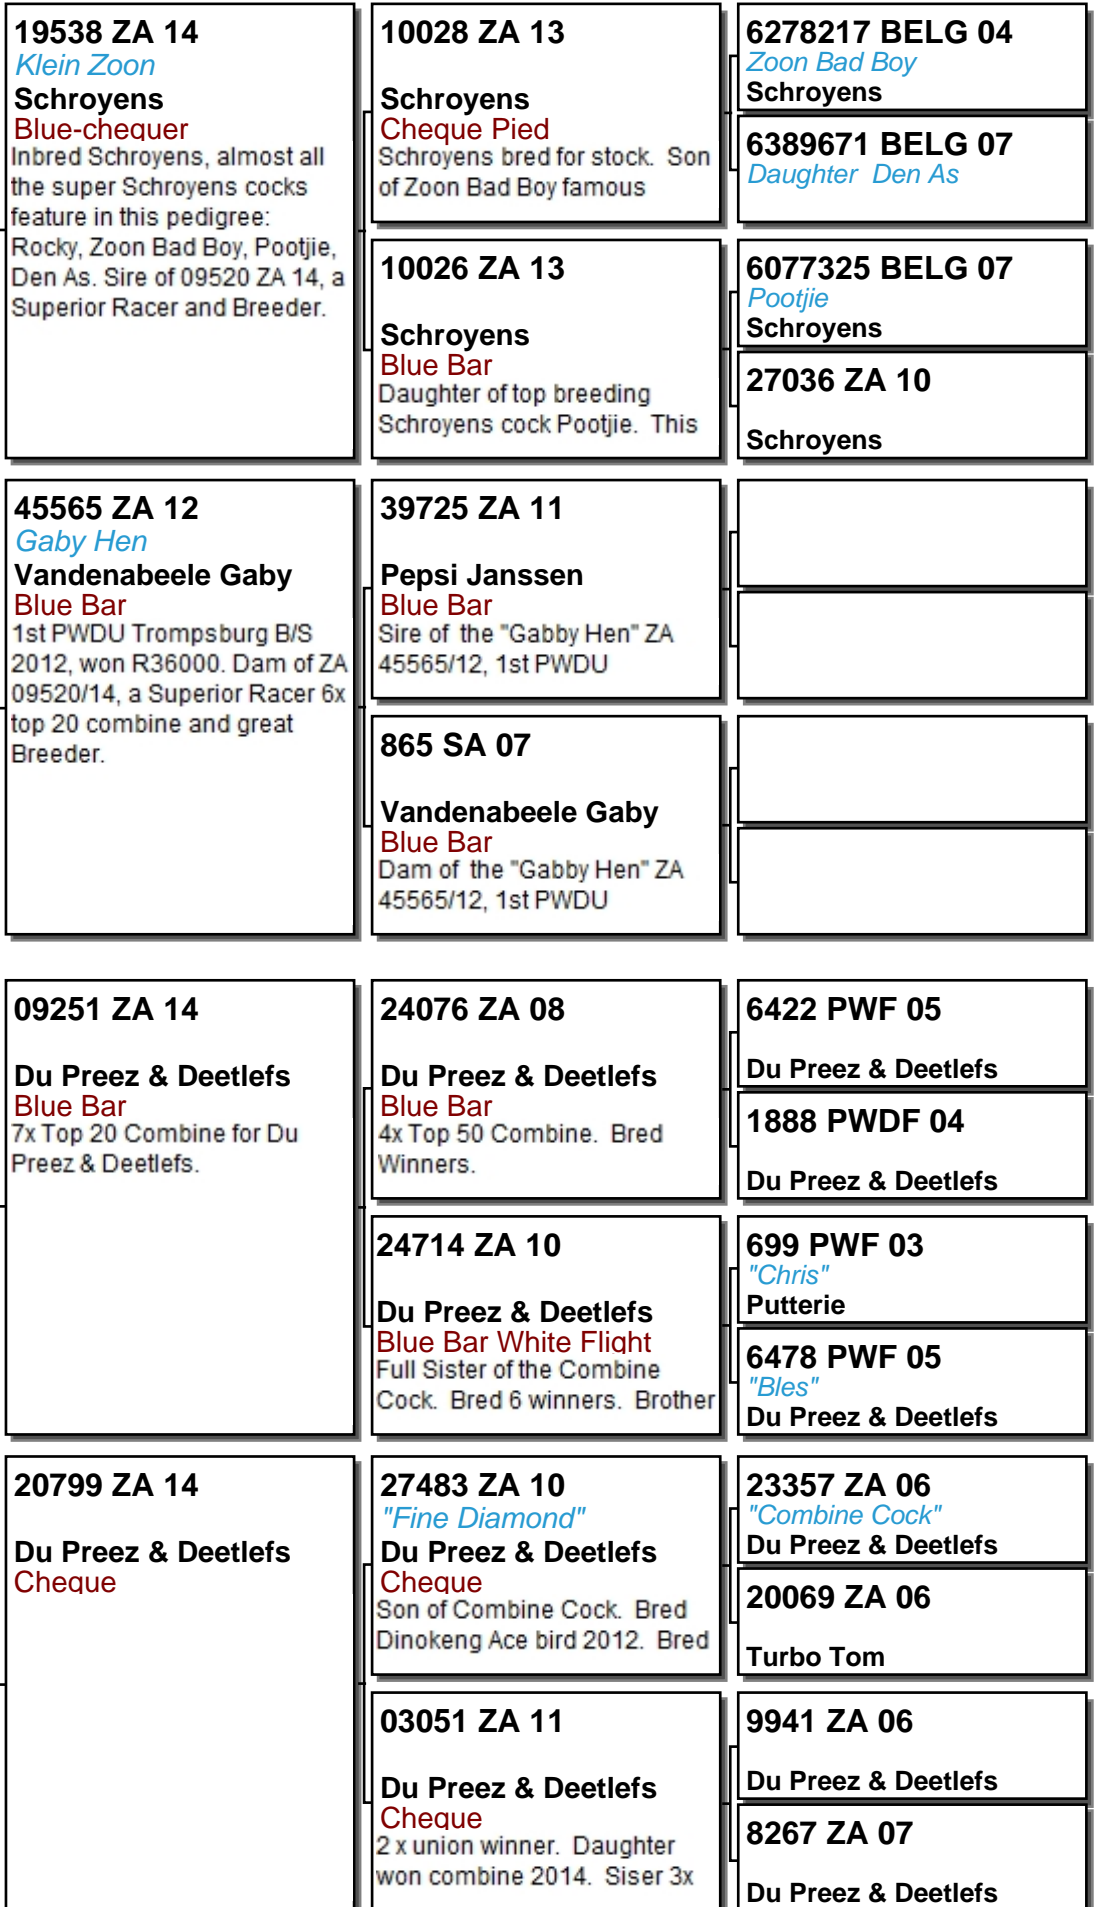 19538 ZA 14
Klein Zoon
Schroyens
Blue-chequer
Inbred Schroyens, almost all
the super Schroyens cocks
feature in this pedigree:
Rocky, Zoon Bad Boy, Pootjie,
Den As. Sire of 09520 ZA 14, a
Superior Racer and Breeder.
10028 ZA 13
Schroyens
Cheque Pied
Schroyens bred for stock.  Son
of Zoon Bad Boy famous
6278217 BELG 04
Zoon Bad Boy
Schroyens
6389671 BELG 07
Daughter  Den As
10026 ZA 13
Schroyens
Blue Bar
Daughter of top breeding
Schroyens cock Pootjie.  This
6077325 BELG 07
Pootjie
Schroyens
27036 ZA 10
Schroyens
45565 ZA 12
Gaby Hen
Vandenabeele Gaby
Blue Bar
1st PWDU Trompsburg B/S
2012, won R36000. Dam of ZA
09520/14, a Superior Racer 6x
top 20 combine and great
Breeder.
39725 ZA 11
Pepsi Janssen
Blue Bar
Sire of  the "Gabby Hen" ZA
45565/12, 1st PWDU
865 SA 07
Vandenabeele Gaby
Blue Bar
Dam of  the "Gabby Hen" ZA
45565/12, 1st PWDU
09251 ZA 14
Du Preez & Deetlefs
Blue Bar
7x Top 20 Combine for Du
Preez & Deetlefs.
24076 ZA 08
Du Preez & Deetlefs
Blue Bar
4x Top 50 Combine.  Bred
Winners.
6422 PWF 05
Du Preez & Deetlefs
1888 PWDF 04
Du Preez & Deetlefs
24714 ZA 10
Du Preez & Deetlefs
Blue Bar White Flight
Full Sister of the Combine
Cock.  Bred 6 winners.  Brother
699 PWF 03
"Chris"
Putterie
6478 PWF 05
"Bles"
Du Preez & Deetlefs
20799 ZA 14
Du Preez & Deetlefs
Cheque
27483 ZA 10
"Fine Diamond"
Du Preez & Deetlefs
Cheque
Son of Combine Cock.  Bred
Dinokeng Ace bird 2012.  Bred
23357 ZA 06
"Combine Cock"
Du Preez & Deetlefs
20069 ZA 06
Turbo Tom
03051 ZA 11
Du Preez & Deetlefs
Cheque
2 x union winner.  Daughter
won combine 2014.  Siser 3x
9941 ZA 06
Du Preez & Deetlefs
8267 ZA 07
Du Preez & Deetlefs